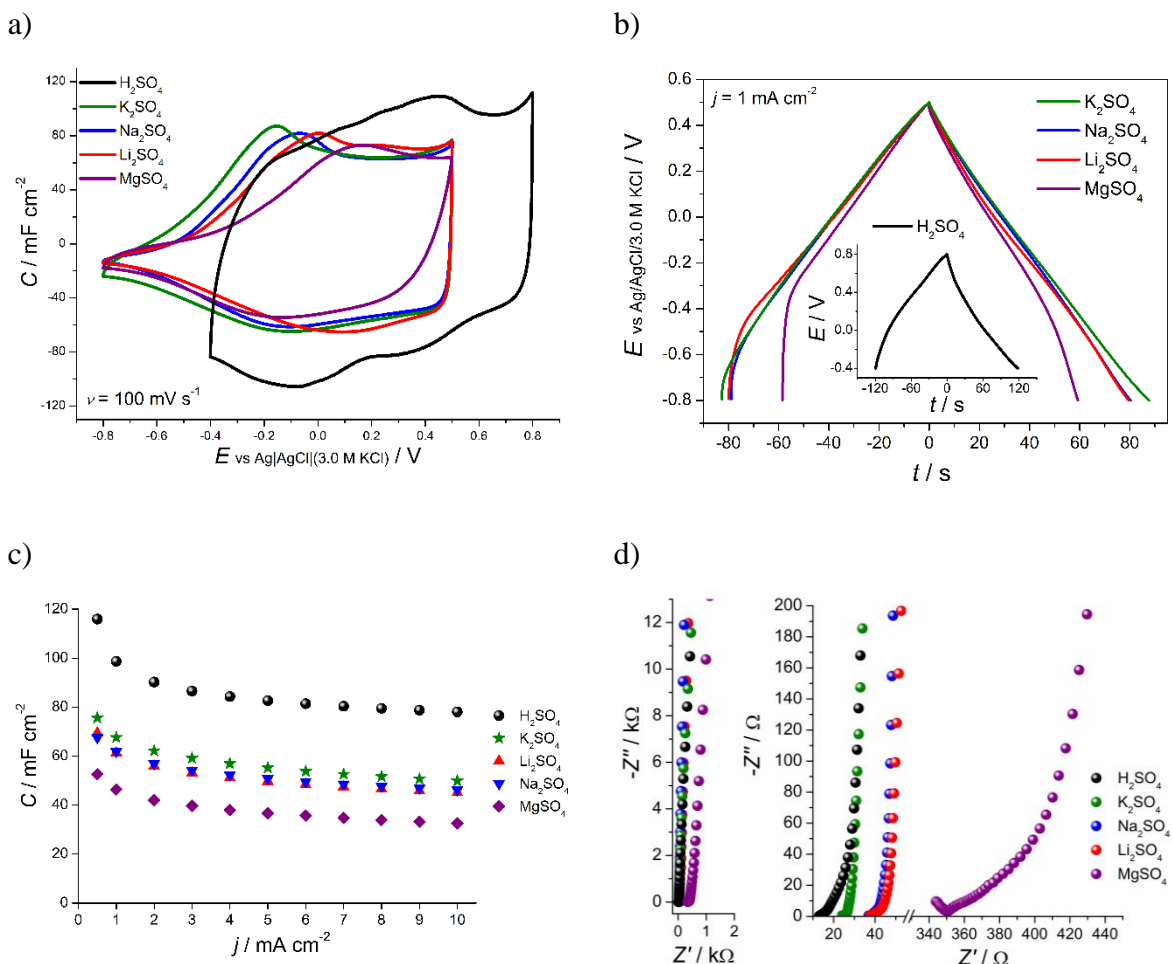 a)
H₂SO₄
K₂SO₄
Na₂SO₄
Li₂SO₄
MgSO₄
120
80
40
0
-40
-80
-120
C / mF cm⁻²
ν = 100 mV s⁻¹
-0.8 -0.6 -0.4 -0.2 0.0 0.2 0.4 0.6 0.8
E vs Ag|AgCl|(3.0 M KCl) / V
b)
j = 1 mA cm⁻²
K₂SO₄
Na₂SO₄
Li₂SO₄
MgSO₄
0.6
0.4
0.2
0.0
-0.2
-0.4
-0.6
-0.8
E vs Ag/AgCl/3.0 M KCl / V
H₂SO₄
0.8
0.4
0.0
-0.4
E / V
-120 -60 0 60 120
t / s
-80 -60 -40 -20 0 20 40 60 80
t / s
c)
120
100
80
60
40
20
0
C / mF cm⁻²
H₂SO₄
K₂SO₄
Li₂SO₄
Na₂SO₄
MgSO₄
0 1 2 3 4 5 6 7 8 9 10
j / mA cm⁻²
d)
12
10
8
6
4
2
0
-Z'' / kΩ
0 1 2
Z' / kΩ
200
180
160
140
120
100
80
60
40
20
0
-Z'' / Ω
H₂SO₄
K₂SO₄
Na₂SO₄
Li₂SO₄
MgSO₄
20 40 340 360 380 400 420 440
Z' / Ω